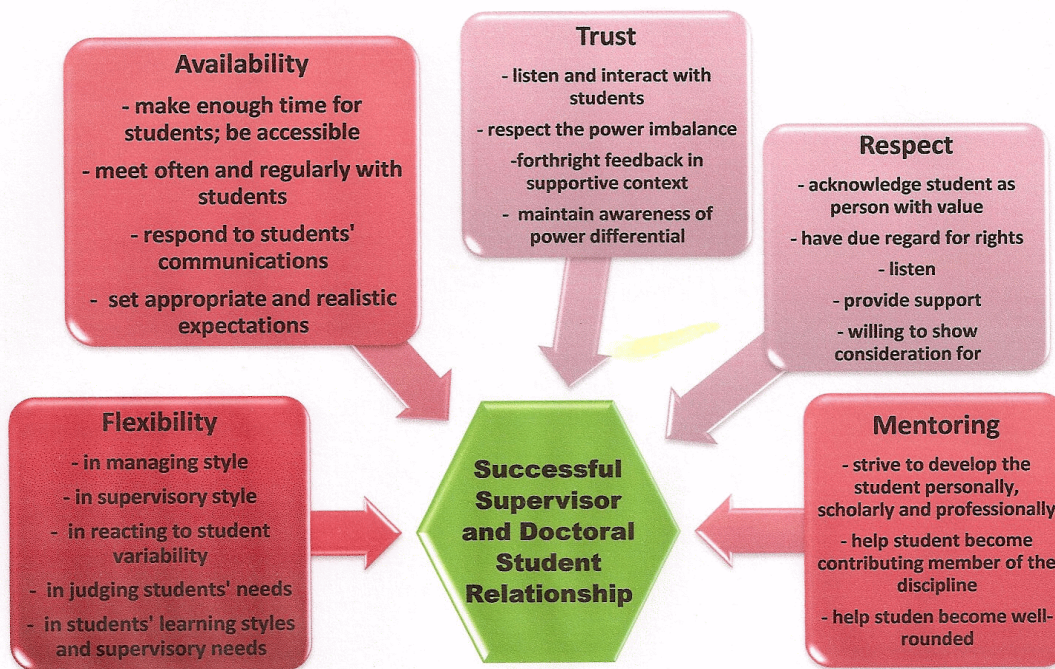 Availability
- make enough time for
students; be accessible
- meet often and regularly with
students
- respond to students'
communications
- set appropriate and realistic
expectations
Trust
- listen and interact with
students
- respect the power imbalance
-forthright feedback in
supportive context
- maintain awareness of
power differential
Respect
- acknowledge student as
person with value
- have due regard for rights
- listen
- provide support
- willing to show
consideration for
Flexibility
- in managing style
- in supervisory style
- in reacting to student
variability
- in judging students' needs
- in students' learning styles
and supervisory needs
Successful
Supervisor
and Doctoral
Student
Relationship
Mentoring
- strive to develop the
student personally,
scholarly and professionally
- help student become
contributing member of the
discipline
- help studen become well-
rounded